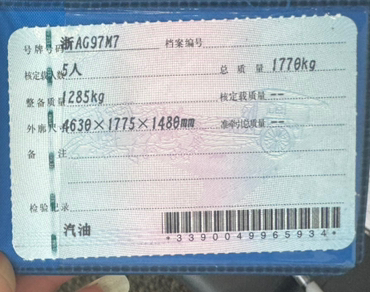 号牌号码 浙AG97M7 档案编号
核定载人数 5人 总质量 1770kg
整备质量 1285kg 核定载质量 --
外廓尺寸 4630×1775×1480mm 准牵引总质量 --
备注
检验记录
汽油
*3390049965934*